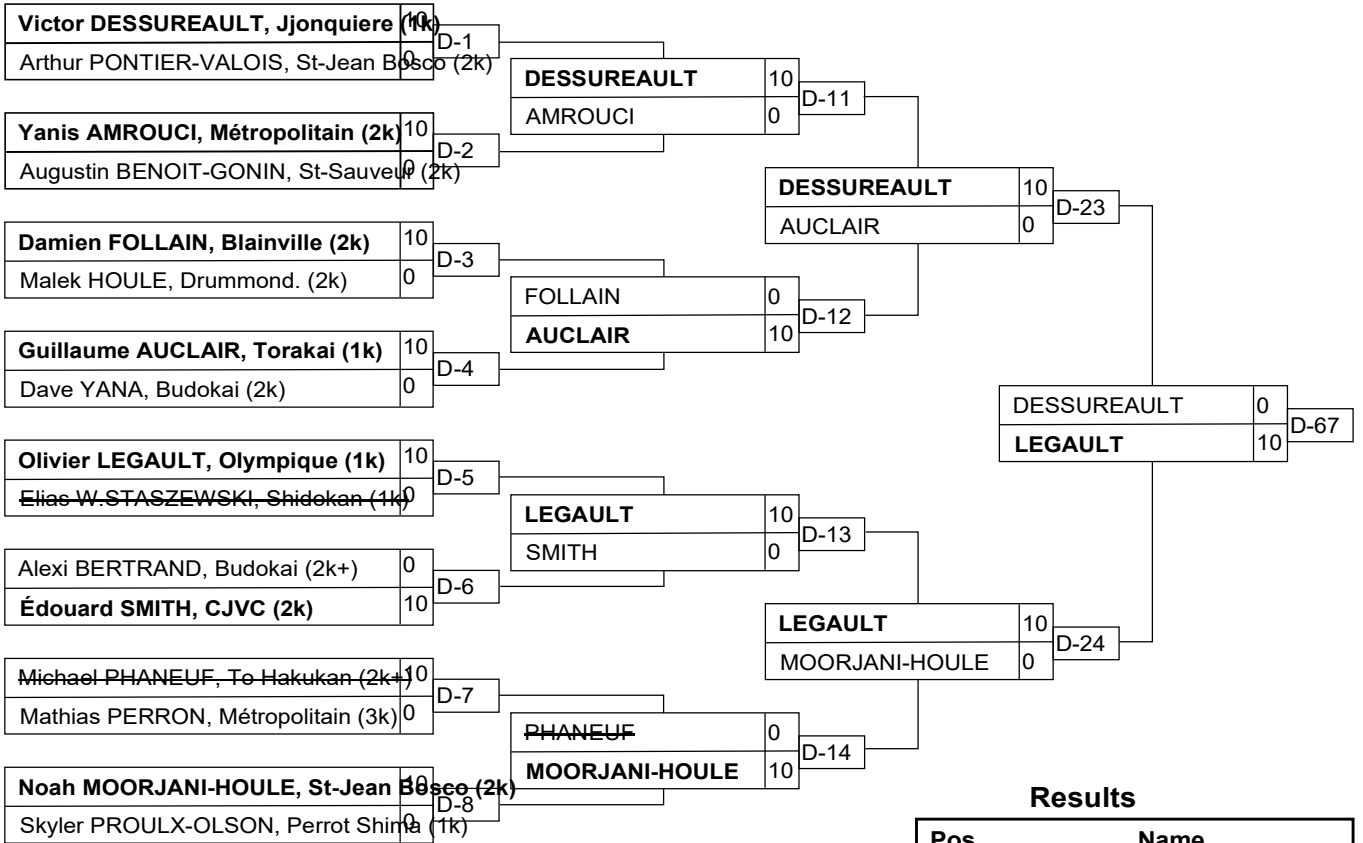 Victor DESSUREAULT, Jjonquiere (1k) 10
D-1
Arthur PONTIER-VALOIS, St-Jean Bosco (2k) 0
DESSUREAULT 10
D-11
AMROUCI 0
Yanis AMROUCI, Métropolitain (2k) 10
D-2
Augustin BENOIT-GONIN, St-Sauveur (2k) 0
DESSUREAULT 10
D-23
AUCLAIR 0
Damien FOLLAIN, Blainville (2k) 10
D-3
Malek HOULE, Drummond. (2k) 0
FOLLAIN 0
D-12
AUCLAIR 10
Guillaume AUCLAIR, Torakai (1k) 10
D-4
Dave YANA, Budokai (2k) 0
DESSUREAULT 0
D-67
LEGAULT 10
Olivier LEGAULT, Olympique (1k) 10
D-5
Elias W.STASZEWSKI, Shidokan (1k) 0
LEGAULT 10
D-13
SMITH 0
Alexi BERTRAND, Budokai (2k+) 0
D-6
Édouard SMITH, CJVC (2k) 10
LEGAULT 10
D-24
MOORJANI-HOULE 0
Michael PHANEUF, To Hakukan (2k+) 10
D-7
Mathias PERRON, Métropolitain (3k) 0
PHANEUF 0
D-14
MOORJANI-HOULE 10
Noah MOORJANI-HOULE, St-Jean Bosco (2k) 10
D-8
Skyler PROULX-OLSON, Perrot Shima (1k) 0
Results
Pos Name